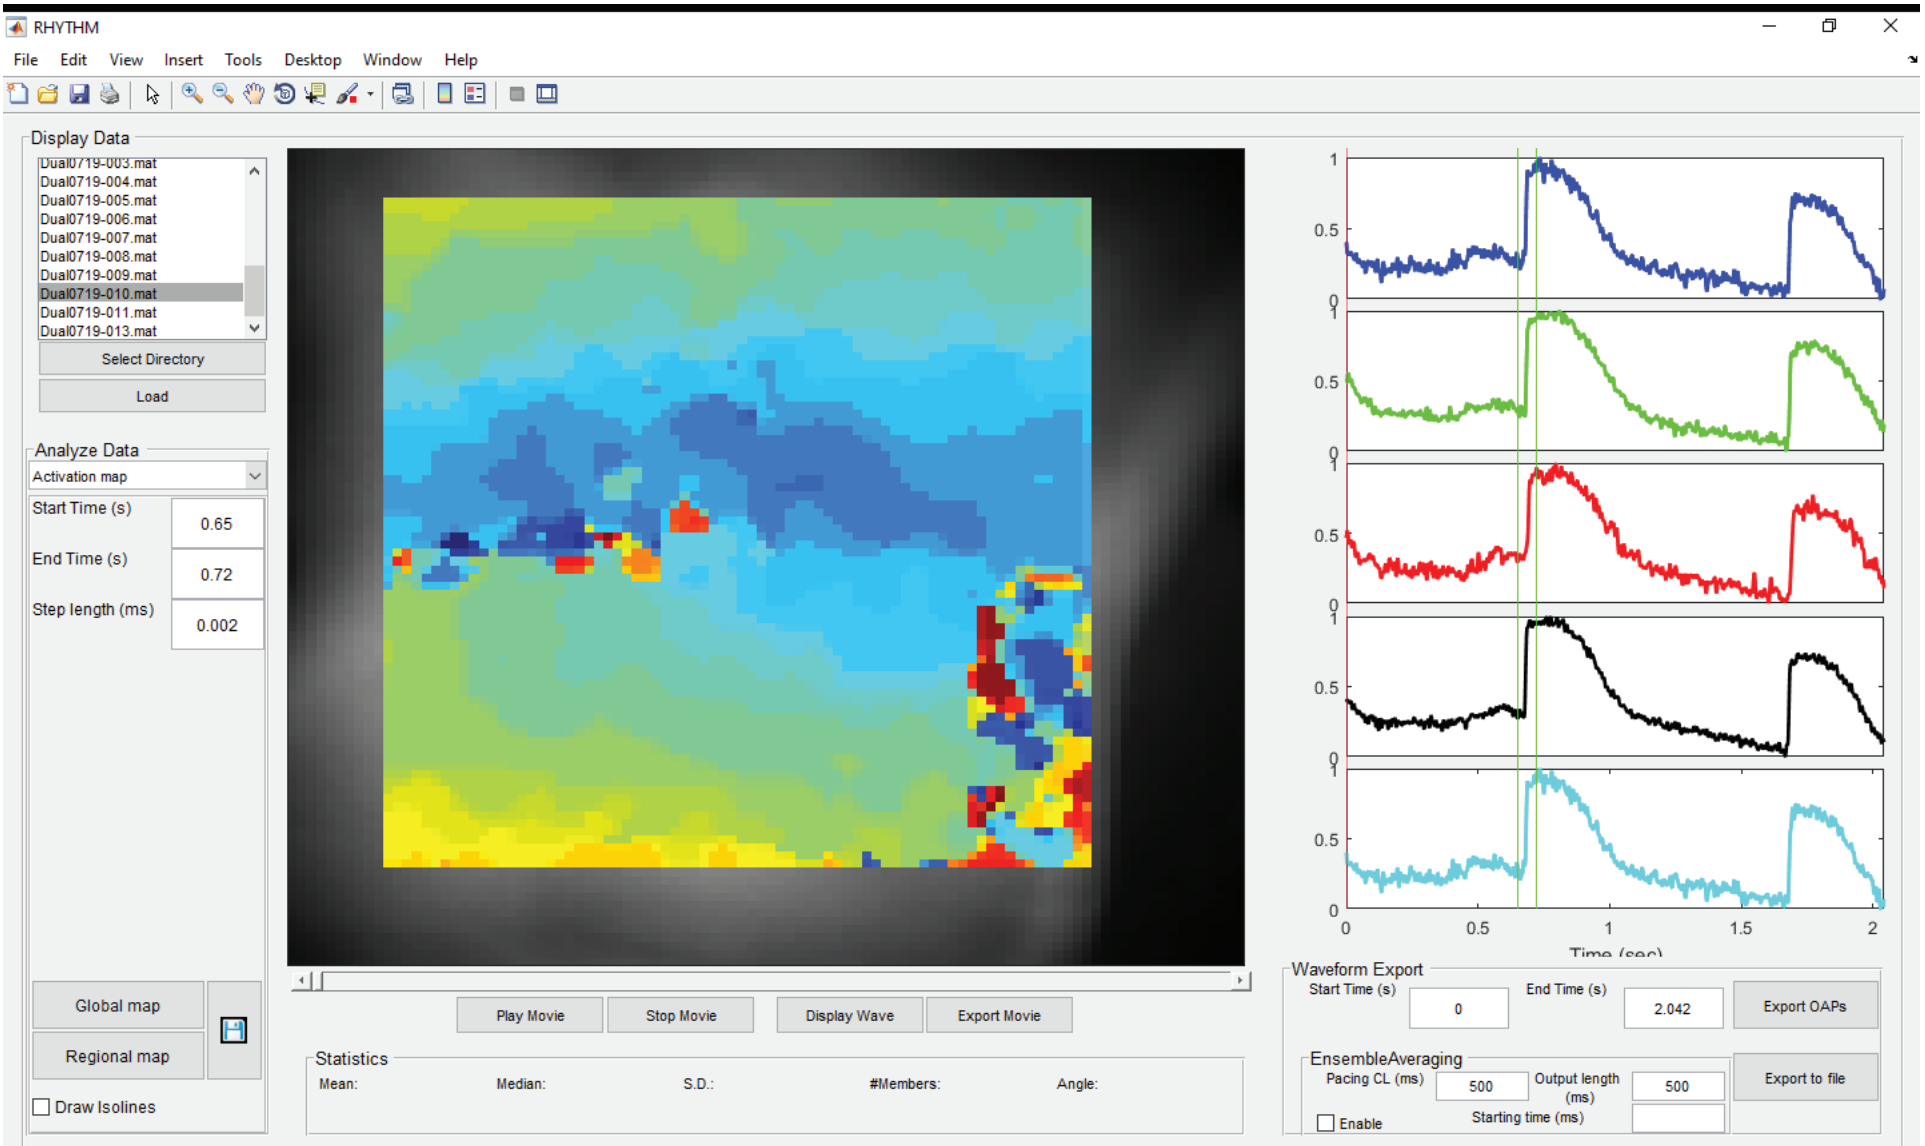 RHYTHM
File Edit View Insert Tools Desktop Window Help
Display Data
Dual0719-003.mat
Dual0719-004.mat
Dual0719-005.mat
Dual0719-006.mat
Dual0719-007.mat
Dual0719-008.mat
Dual0719-009.mat
Dual0719-010.mat
Dual0719-011.mat
Dual0719-013.mat
Select Directory
Load
Analyze Data
Activation map
Start Time (s) 0.65
End Time (s) 0.72
Step length (ms) 0.002
Global map
Regional map
Draw Isolines
Play Movie Stop Movie Display Wave Export Movie
Statistics
Mean: Median: S.D.: #Members: Angle:
1
0.5
0
1
0.5
0
1
0.5
0
1
0.5
0
1
0.5
0
0 0.5 1 1.5 2
Time (sec)
Waveform Export
Start Time (s) 0 End Time (s) 2.042 Export OAPs
EnsembleAveraging
Pacing CL (ms) 500 Output length (ms) 500 Export to file
Enable Starting time (ms)